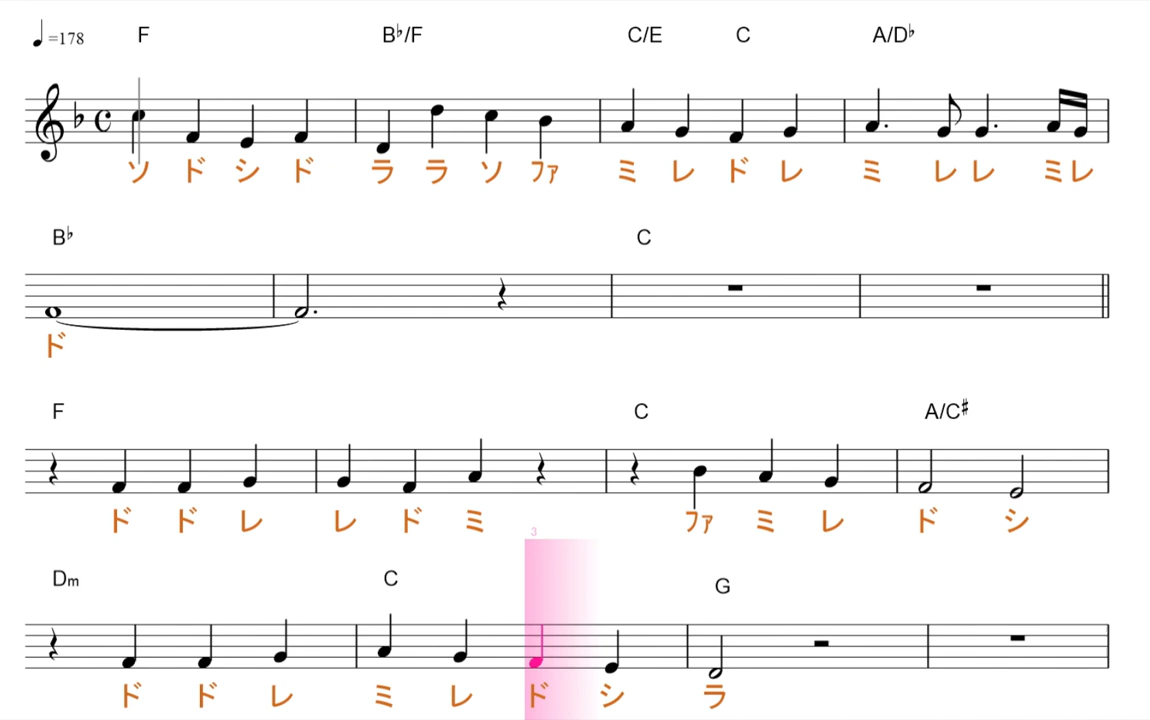 =178 F B♭/F C/E C A/D♭
ソ ド シ ド ラ ラ ソ ファ ミ レ ド レ ミ レ レ ミ レ
B♭ C
ド
F C A/C♯
ド ド レ レ ド ミ ファ ミ レ ド シ
3
Dm C G
ド ド レ ミ レ ド シ ラ